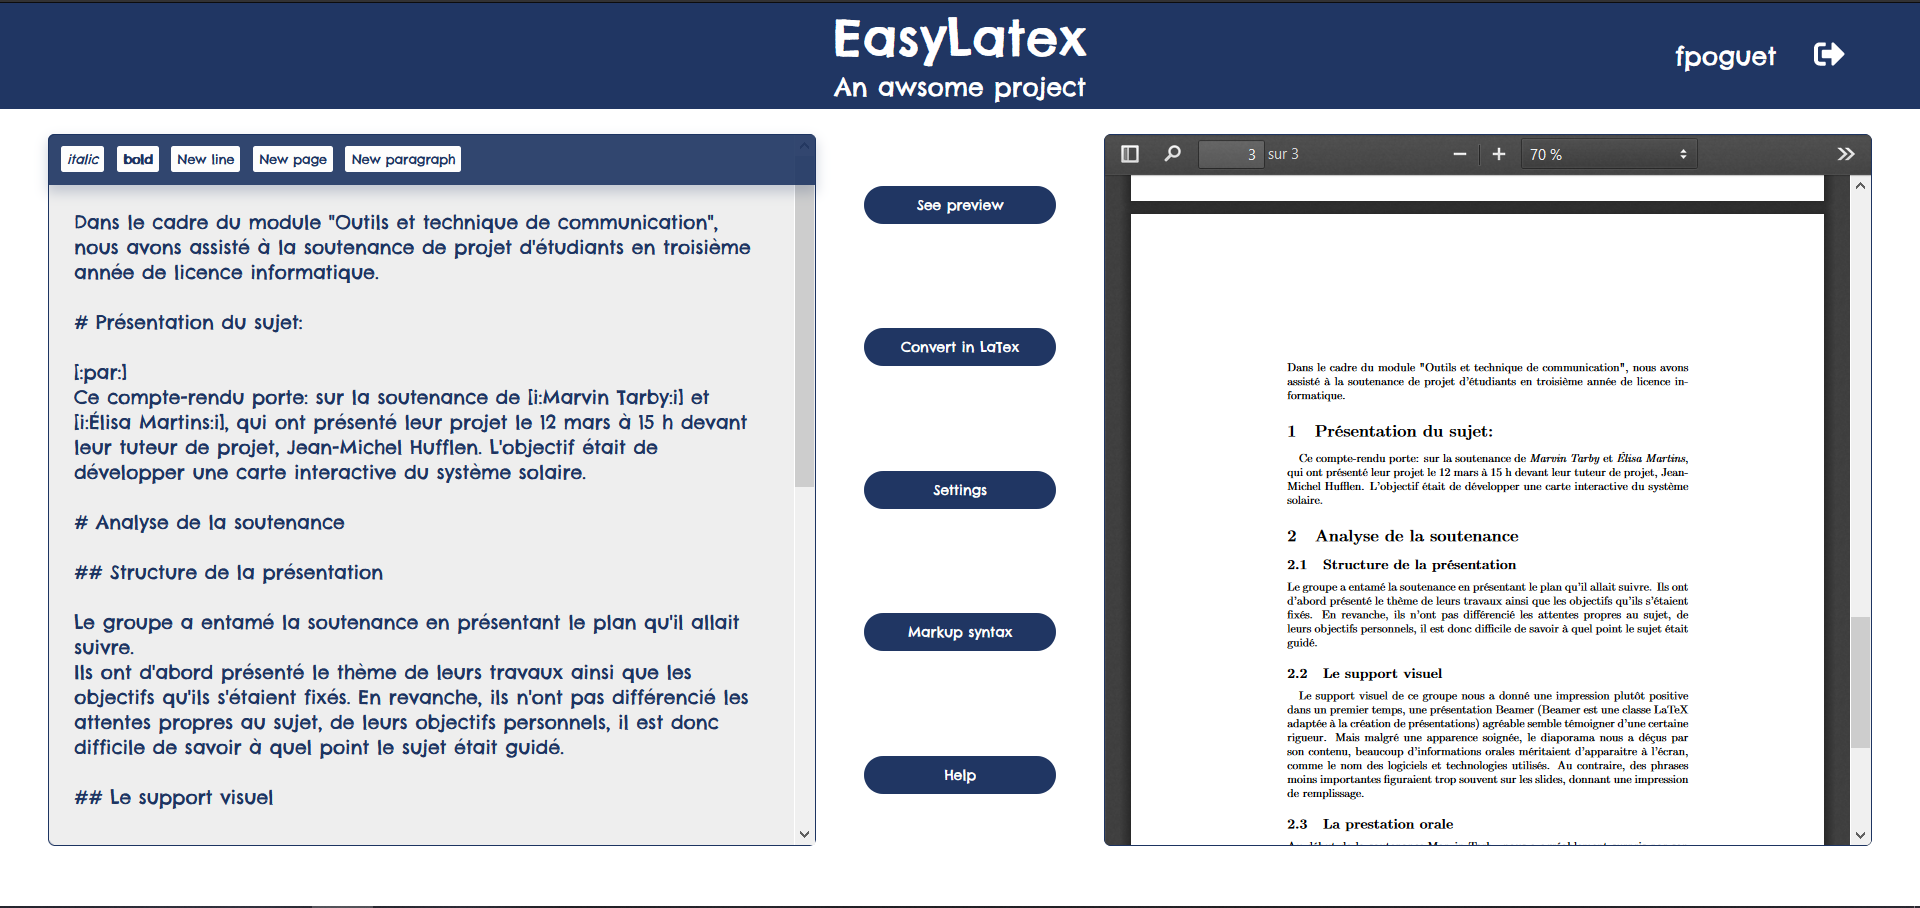 EasyLatex
An awsome project
fpoguet
italic
bold
New line
New page
New paragraph
Dans le cadre du module "Outils et technique de communication",
nous avons assisté à la soutenance de projet d'étudiants en troisième
année de licence informatique.
# Présentation du sujet:
[:par:]
Ce compte-rendu porte: sur la soutenance de [i:Marvin Tarby:i] et
[i:Élisa Martins:i], qui ont présenté leur projet le 12 mars à 15 h devant
leur tuteur de projet, Jean-Michel Hufflen. L'objectif était de
développer une carte interactive du système solaire.
# Analyse de la soutenance
## Structure de la présentation
Le groupe a entamé la soutenance en présentant le plan qu'il allait
suivre.
Ils ont d'abord présenté le thème de leurs travaux ainsi que les
objectifs qu'ils s'étaient fixés. En revanche, ils n'ont pas différencié les
attentes propres au sujet, de leurs objectifs personnels, il est donc
difficile de savoir à quel point le sujet était guidé.
## Le support visuel
See preview
Convert in LaTex
Settings
Markup syntax
Help
3 sur 3
70 %
Dans le cadre du module "Outils et technique de communication", nous avons
assisté à la soutenance de projet d'étudiants en troisième année de licence in-
formatique.
1 Présentation du sujet:
Ce compte-rendu porte: sur la soutenance de Marvin Tarby et Élisa Martins,
qui ont présenté leur projet le 12 mars à 15 h devant leur tuteur de projet, Jean-
Michel Hufflen. L'objectif était de développer une carte interactive du système
solaire.
2 Analyse de la soutenance
2.1 Structure de la présentation
Le groupe a entamé la soutenance en présentant le plan qu'il allait suivre. Ils ont
d'abord présenté le thème de leurs travaux ainsi que les objectifs qu'ils s'étaient
fixés. En revanche, ils n'ont pas différencié les attentes propres au sujet, de
leurs objectifs personnels, il est donc difficile de savoir à quel point le sujet était
guidé.
2.2 Le support visuel
Le support visuel de ce groupe nous a donné une impression plutôt positive
dans un premier temps, une présentation Beamer (Beamer est une classe LaTeX
adaptée à la création de présentations) agréable semble témoigner d'une certaine
rigueur. Mais malgré une apparence soignée, le diaporama nous a déçus par
son contenu, beaucoup d'informations orales méritaient d'apparaitre à l'écran,
comme le nom des logiciels et technologies utilisés. Au contraire, des phrases
moins importantes figuraient trop souvent sur les slides, donnant une impression
de remplissage.
2.3 La prestation orale